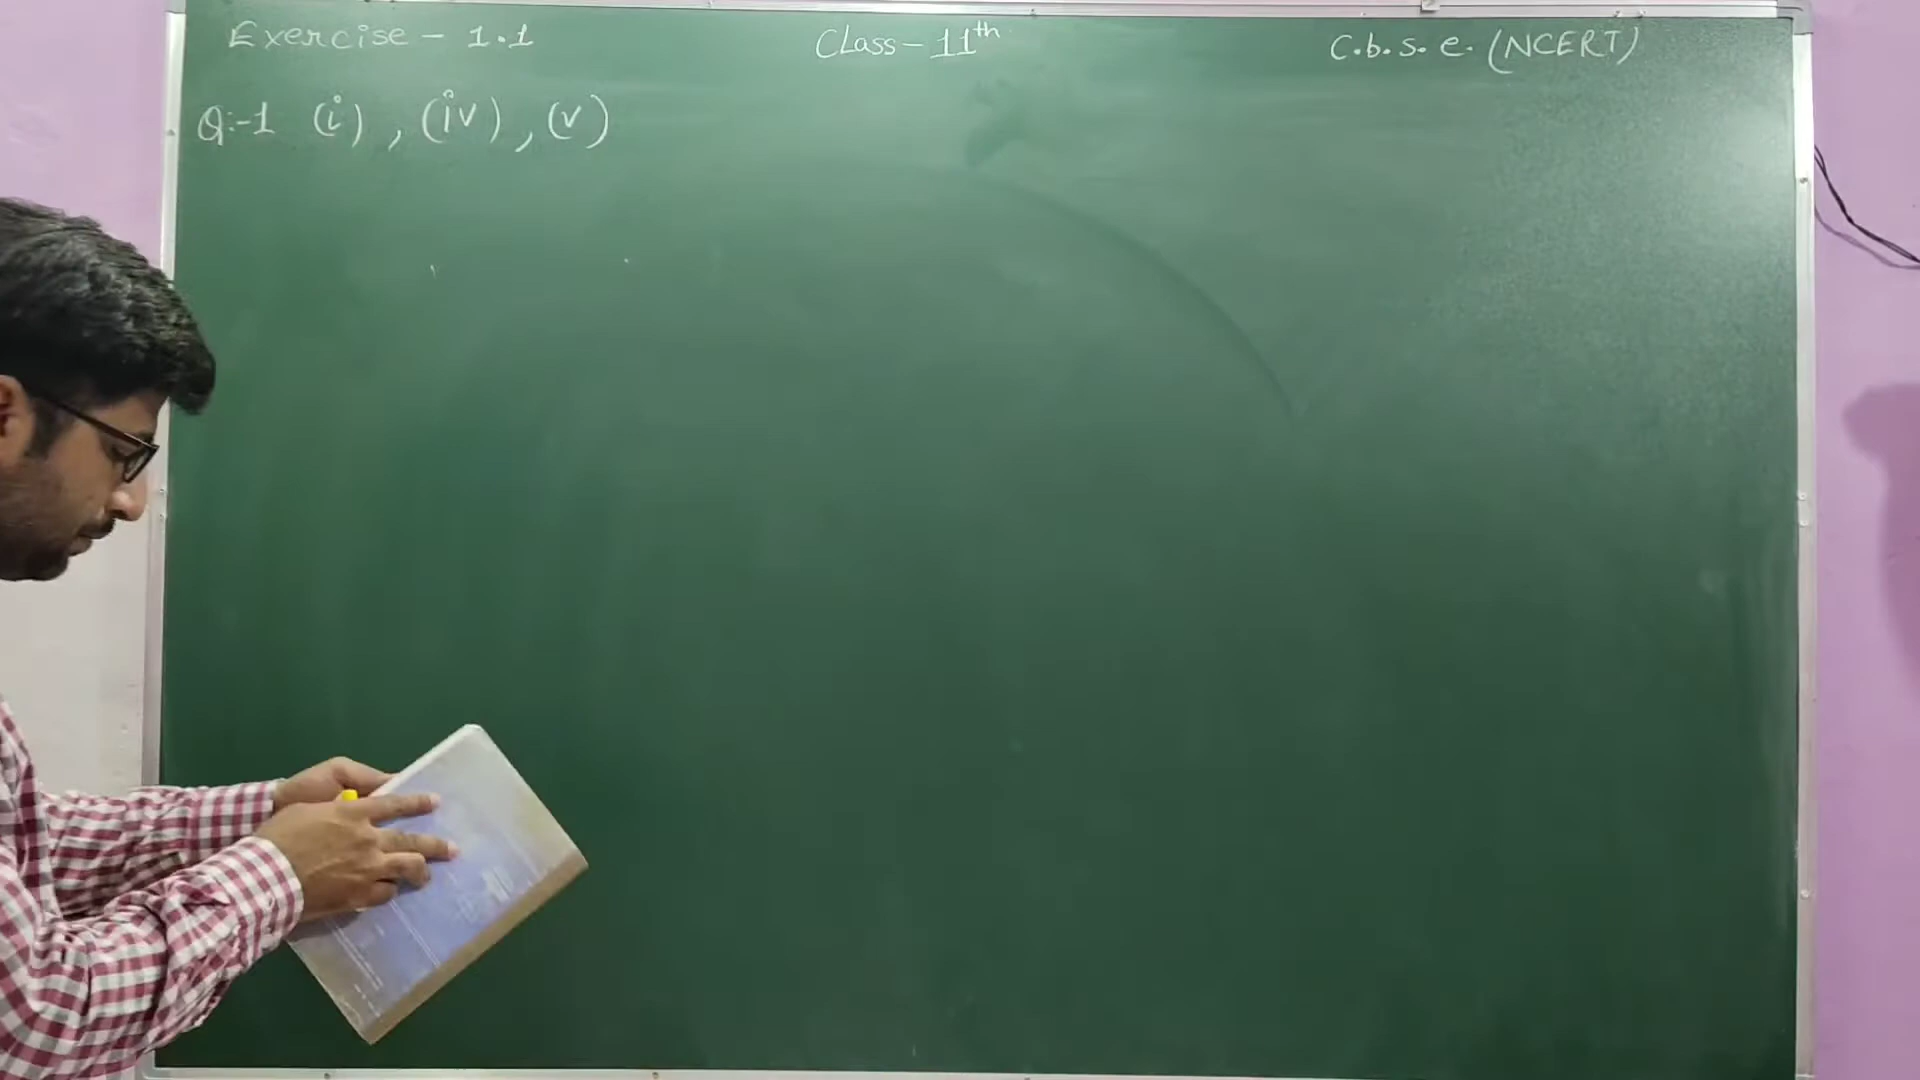 Exercise - 1.1 Class - 11th C.b.s.e. (NCERT)
Q:-1 (i), (iv), (v)